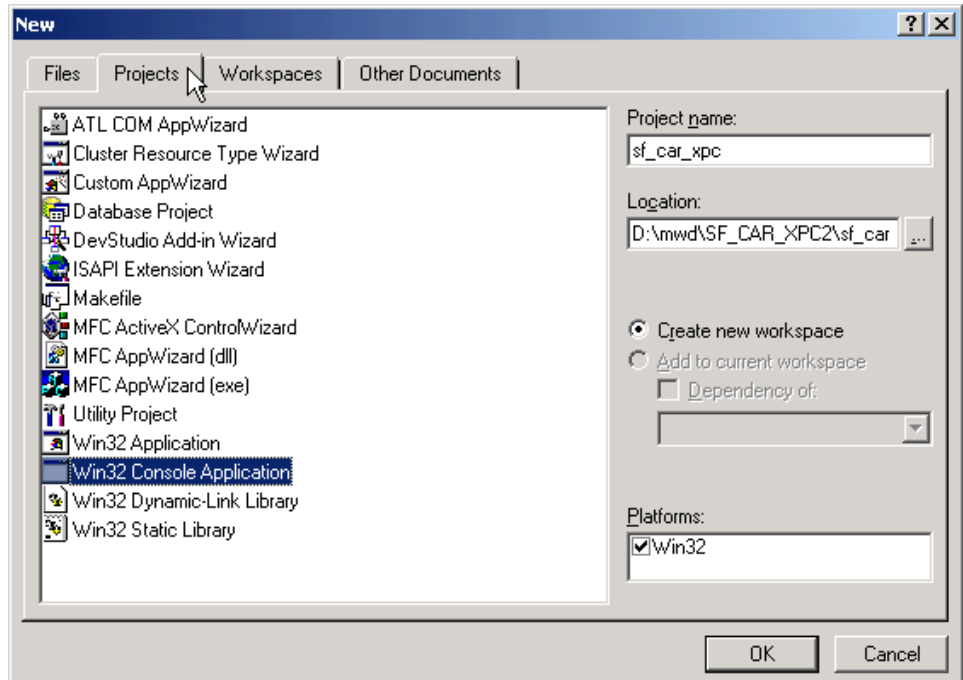 New
Files Projects Workspaces Other Documents
ATL COM AppWizard
Cluster Resource Type Wizard
Custom AppWizard
Database Project
DevStudio Add-in Wizard
ISAPI Extension Wizard
Makefile
MFC ActiveX ControlWizard
MFC AppWizard (dll)
MFC AppWizard (exe)
Utility Project
Win32 Application
Win32 Console Application
Win32 Dynamic-Link Library
Win32 Static Library
Project name:
sf_car_xpc
Location:
D:\mwd\SF_CAR_XPC2\sf_car
...
Create new workspace
Add to current workspace
Dependency of:
Platforms:
Win32
OK Cancel